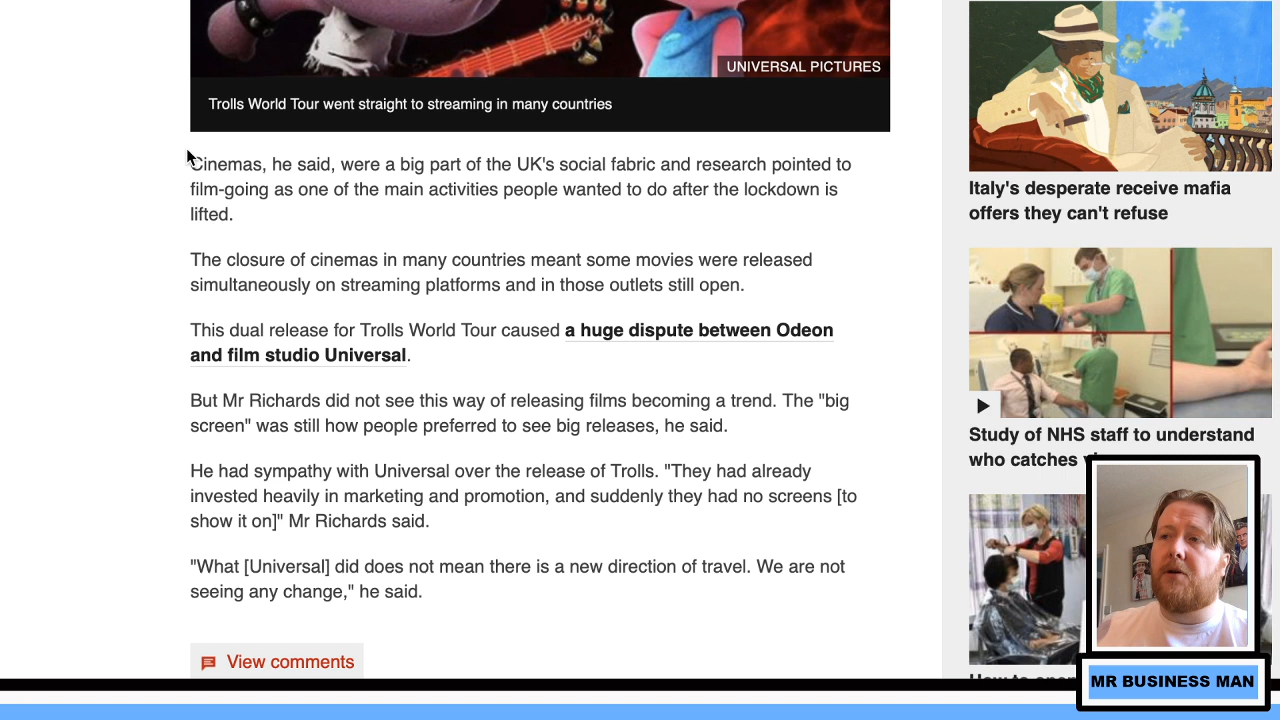 UNIVERSAL PICTURES
Trolls World Tour went straight to streaming in many countries
Cinemas, he said, were a big part of the UK's social fabric and research pointed to
film-going as one of the main activities people wanted to do after the lockdown is
lifted.
The closure of cinemas in many countries meant some movies were released
simultaneously on streaming platforms and in those outlets still open.
This dual release for Trolls World Tour caused a huge dispute between Odeon
and film studio Universal.
But Mr Richards did not see this way of releasing films becoming a trend. The "big
screen" was still how people preferred to see big releases, he said.
He had sympathy with Universal over the release of Trolls. "They had already
invested heavily in marketing and promotion, and suddenly they had no screens [to
show it on]" Mr Richards said.
"What [Universal] did does not mean there is a new direction of travel. We are not
seeing any change," he said.
View comments
Italy's desperate receive mafia
offers they can't refuse
Study of NHS staff to understand
who catches
MR BUSINESS MAN